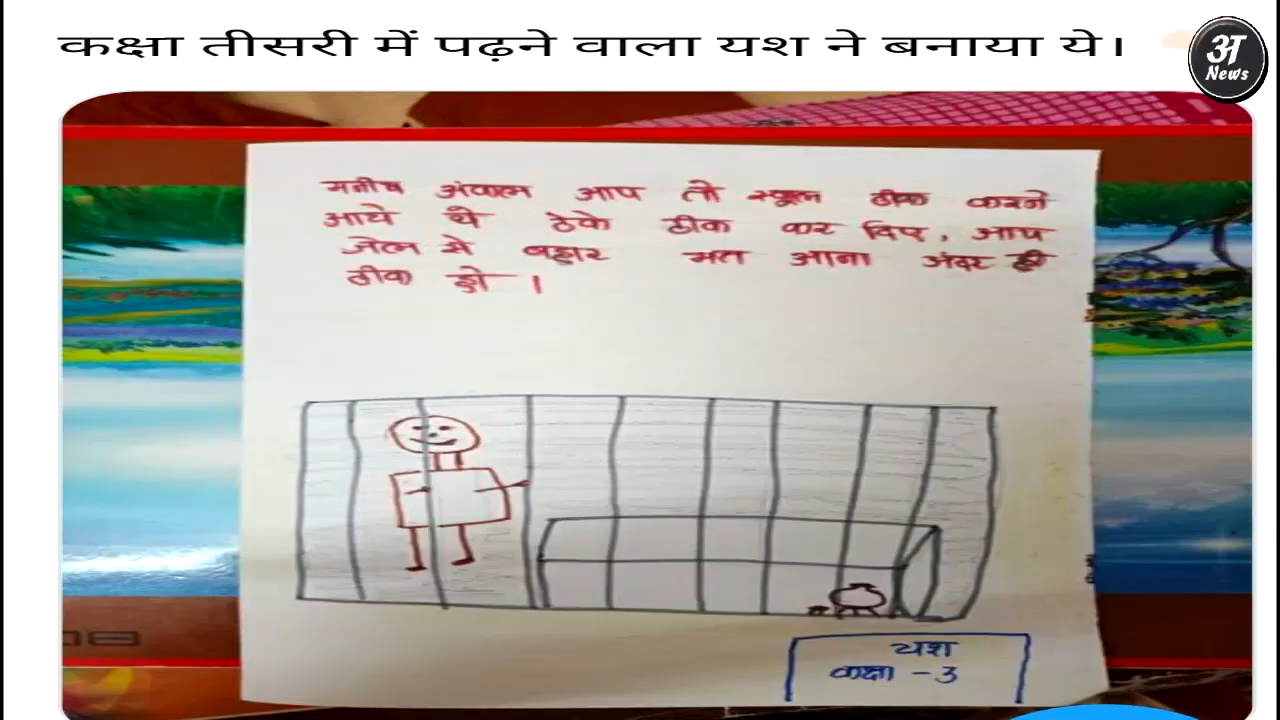 कक्षा तीसरी में पढ़ने वाला यश ने बनाया ये।
अ
News
मनीष अंकल आप तो स्कूल ठीक करने
आये थे ठेके ठीक कर दिए, आप
जेल से बहार मत आना अंदर ही
ठीक हो।
यश
कक्षा - 3